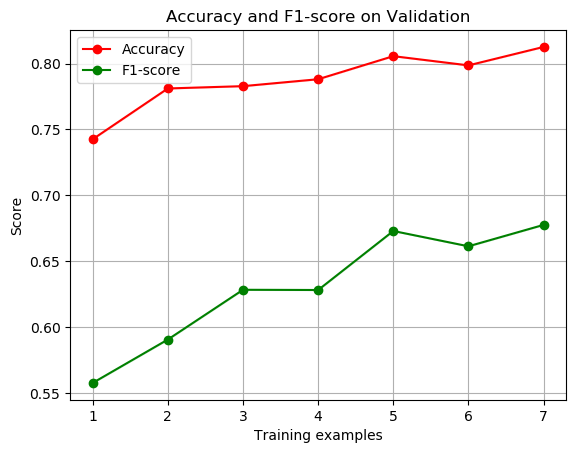 Accuracy and F1-score on Validation
Accuracy
F1-score
0.80
0.75
0.70
0.65
0.60
0.55
Score
1 2 3 4 5 6 7
Training examples